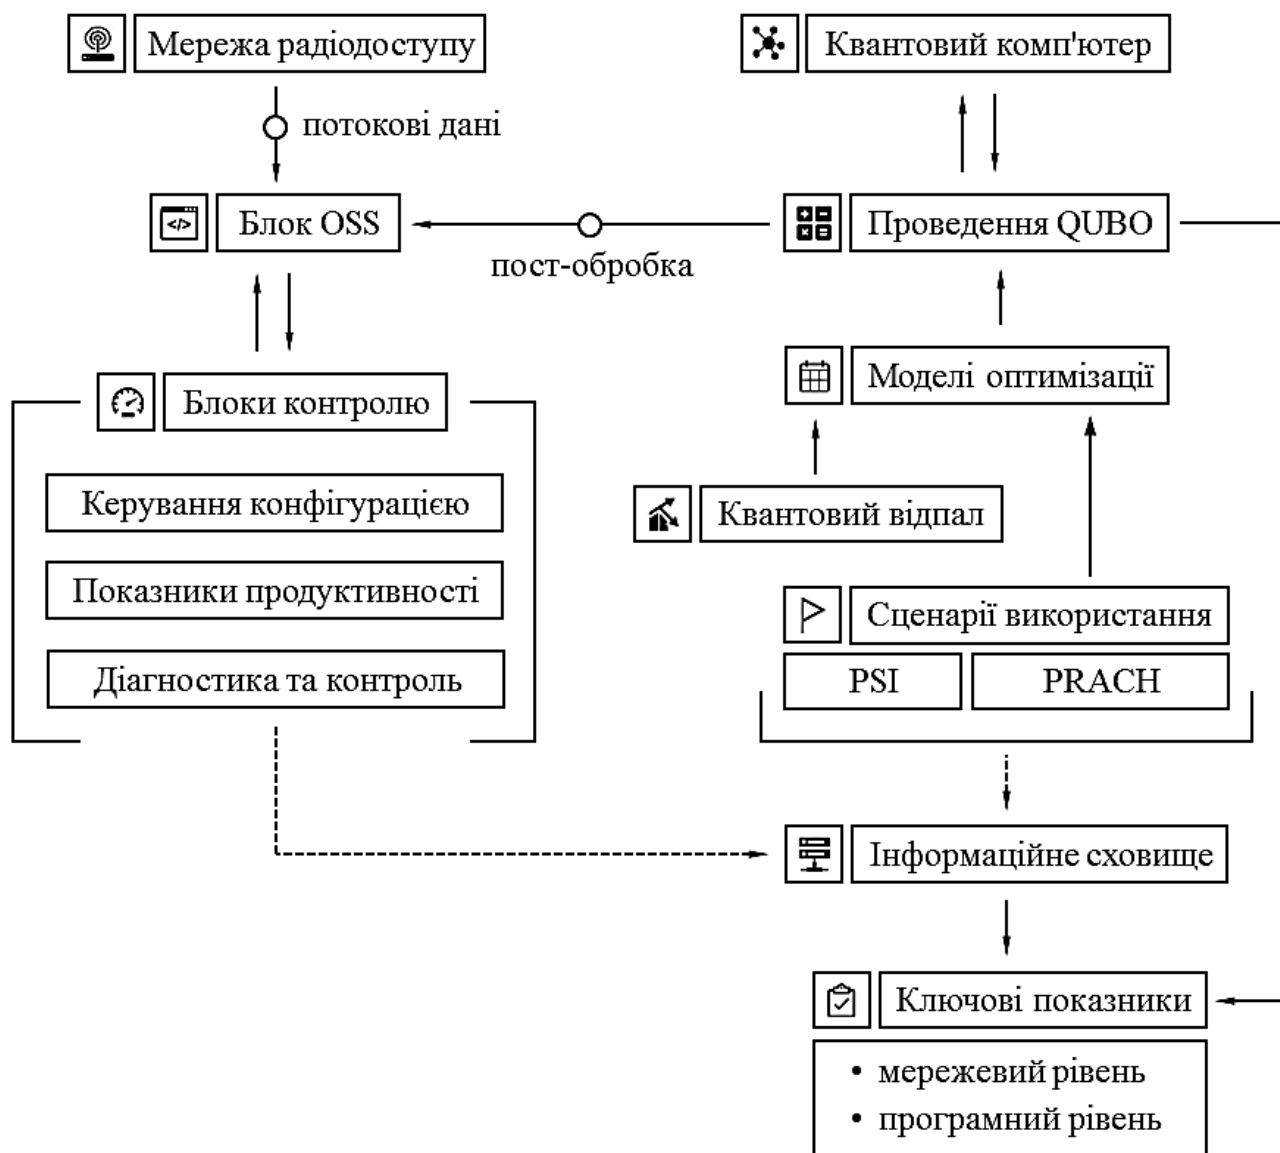 Мережа радіодоступу
Квантовий комп'ютер
потокові дані
Блок OSS
Проведення QUBO
пост-обробка
Моделі оптимізації
Блоки контролю
Керування конфігурацією
Квантовий відпал
Показники продуктивності
Сценарії використання
Діагностика та контроль
PSI
PRACH
Інформаційне сховище
Ключові показники
• мережевий рівень
• програмний рівень